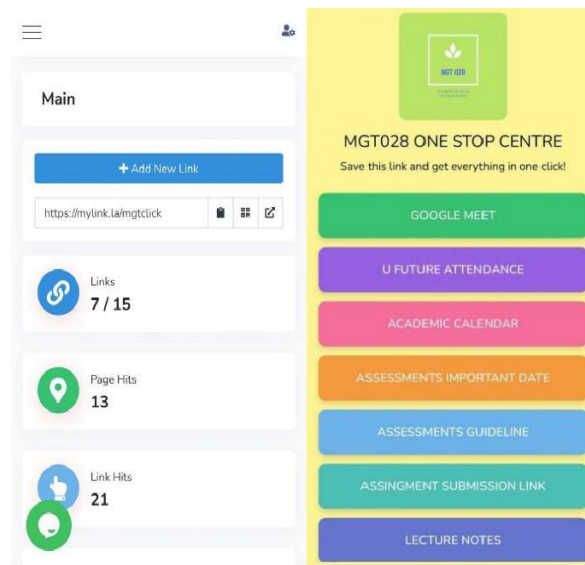 Main
+ Add New Link
https://mylink.la/mgtclick
Links
7 / 15
Page Hits
13
Link Hits
21
MGT 028
MGT028 ONE STOP CENTRE
Save this link and get everything in one click!
GOOGLE MEET
U FUTURE ATTENDANCE
ACADEMIC CALENDAR
ASSESSMENTS IMPORTANT DATE
ASSESSMENTS GUIDELINE
ASSINGMENT SUBMISSION LINK
LECTURE NOTES